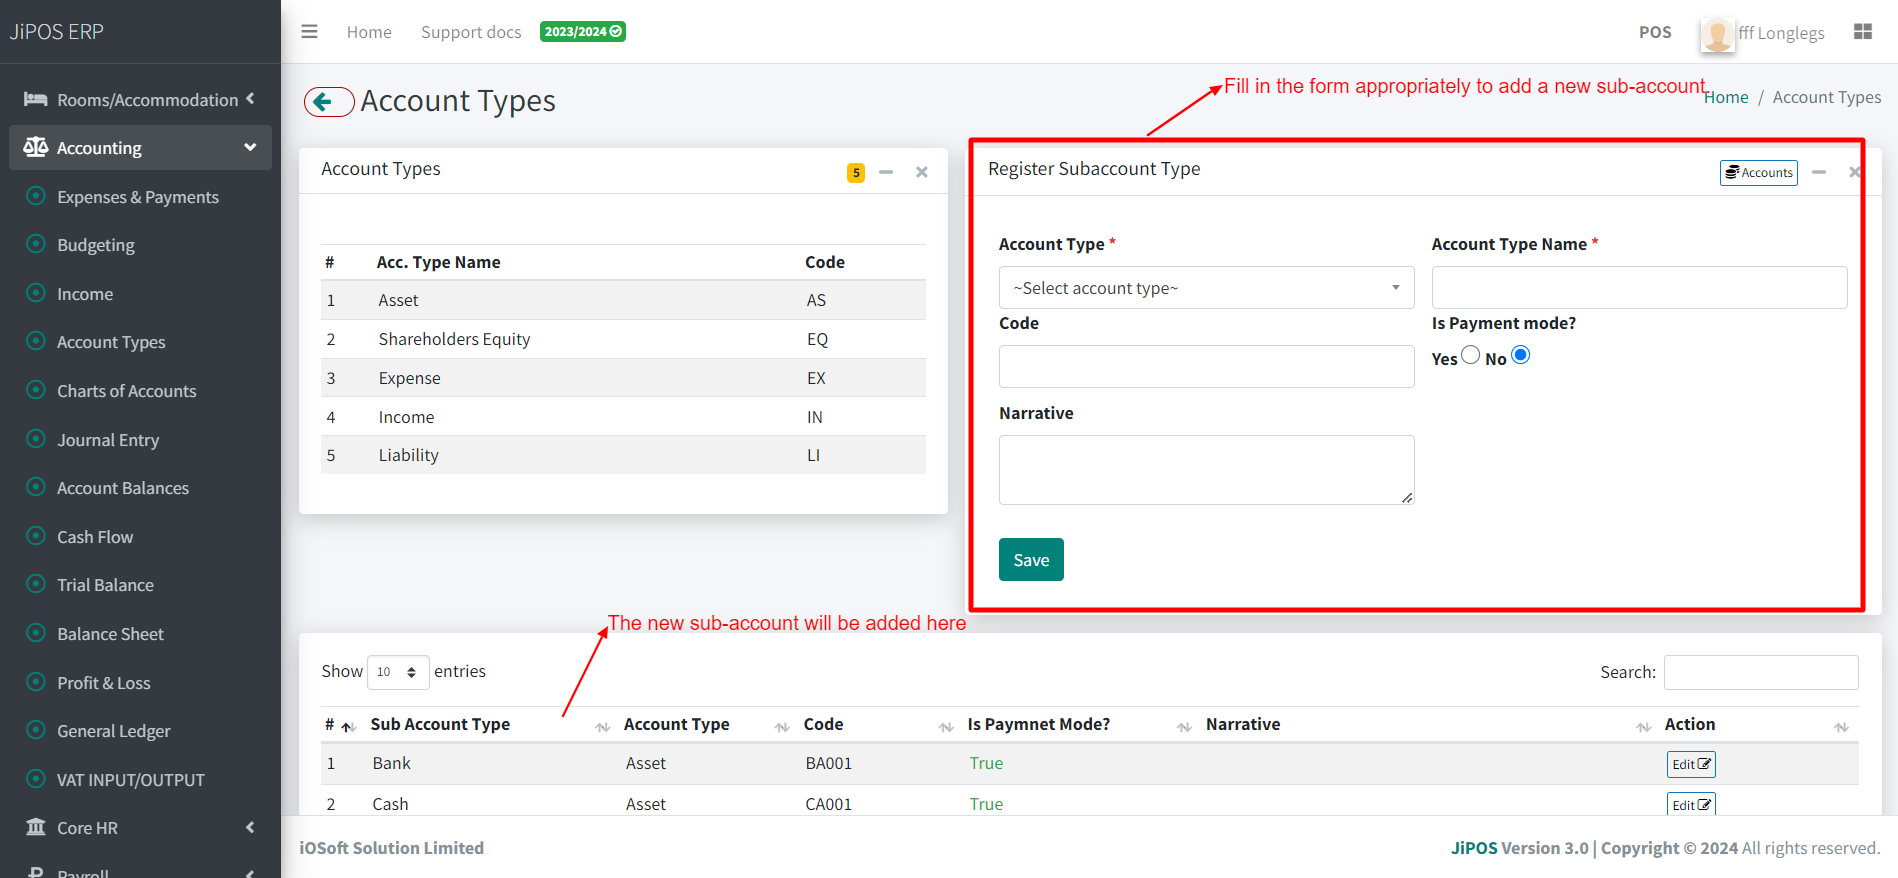 JiPOS ERP
Home
Support docs
2023/2024
POS
fff Longlegs
Rooms/Accommodation
Accounting
Expenses & Payments
Budgeting
Income
Account Types
Charts of Accounts
Journal Entry
Account Balances
Cash Flow
Trial Balance
Balance Sheet
Profit & Loss
General Ledger
VAT INPUT/OUTPUT
Core HR
Payroll
Account Types
Fill in the form appropriately to add a new sub-account
Home / Account Types
Account Types
5
# Acc. Type Name Code
1 Asset AS
2 Shareholders Equity EQ
3 Expense EX
4 Income IN
5 Liability LI
Register Subaccount Type
Accounts
Account Type *
Account Type Name *
~Select account type~
Code
Is Payment mode?
Yes No
Narrative
Save
The new sub-account will be added here
Show 10 entries
Search:
# Sub Account Type Account Type Code Is Paymnet Mode? Narrative Action
1 Bank Asset BA001 True Edit
2 Cash Asset CA001 True Edit
iOSoft Solution Limited
JiPOS Version 3.0 | Copyright © 2024 All rights reserved.